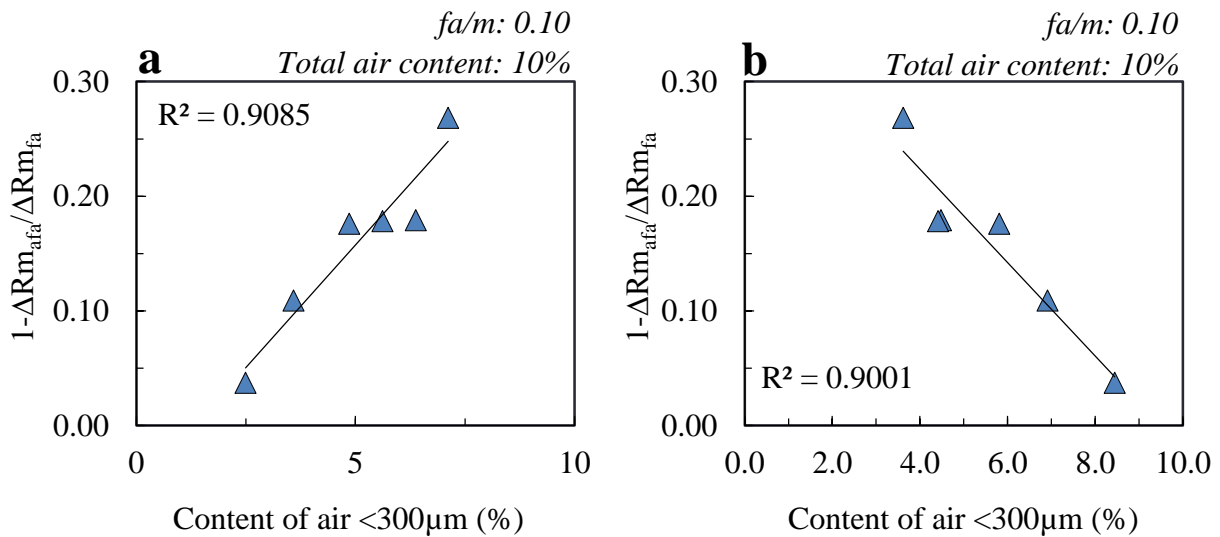 a
fa/m: 0.10
Total air content: 10%
R² = 0.9085
0.30
0.20
0.10
0.00
1-ΔRm_afa/ΔRm_fa
0
5
10
Content of air <300µm (%)
b
fa/m: 0.10
Total air content: 10%
R² = 0.9001
0.30
0.20
0.10
0.00
1-ΔRm_afa/ΔRm_fa
0.0
2.0
4.0
6.0
8.0
10.0
Content of air <300µm (%)